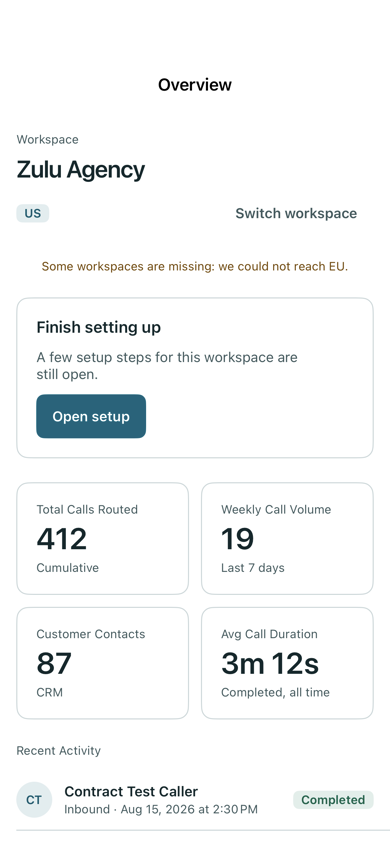 Overview
Workspace
Zulu Agency
US
Switch workspace
Some workspaces are missing: we could not reach EU.
Finish setting up
A few setup steps for this workspace are
still open.
Open setup
Total Calls Routed
412
Cumulative
Weekly Call Volume
19
Last 7 days
Customer Contacts
87
CRM
Avg Call Duration
3m 12s
Completed, all time
Recent Activity
CT
Contract Test Caller
Inbound · Aug 15, 2026 at 2:30 PM
Completed